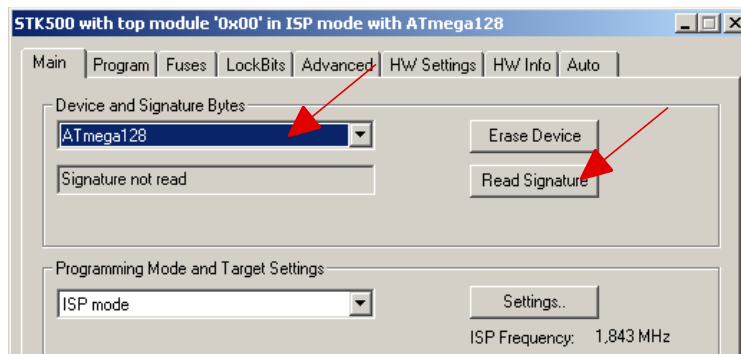 STK500 with top module '0x00' in ISP mode with ATmega128
Main Program Fuses LockBits Advanced HW Settings HW Info Auto
Device and Signature Bytes
ATmega128 Erase Device
Signature not read Read Signature
Programming Mode and Target Settings
ISP mode Settings..
ISP Frequency: 1,843 MHz